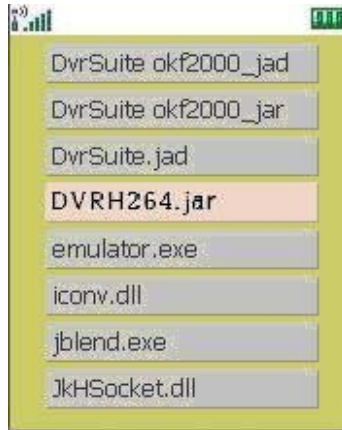 DvrSuite okf2000_jad
DvrSuite okf2000_jar
DvrSuite.jad
DVRH264.jar
emulator.exe
iconv.dll
jblend.exe
JkHSocket.dll